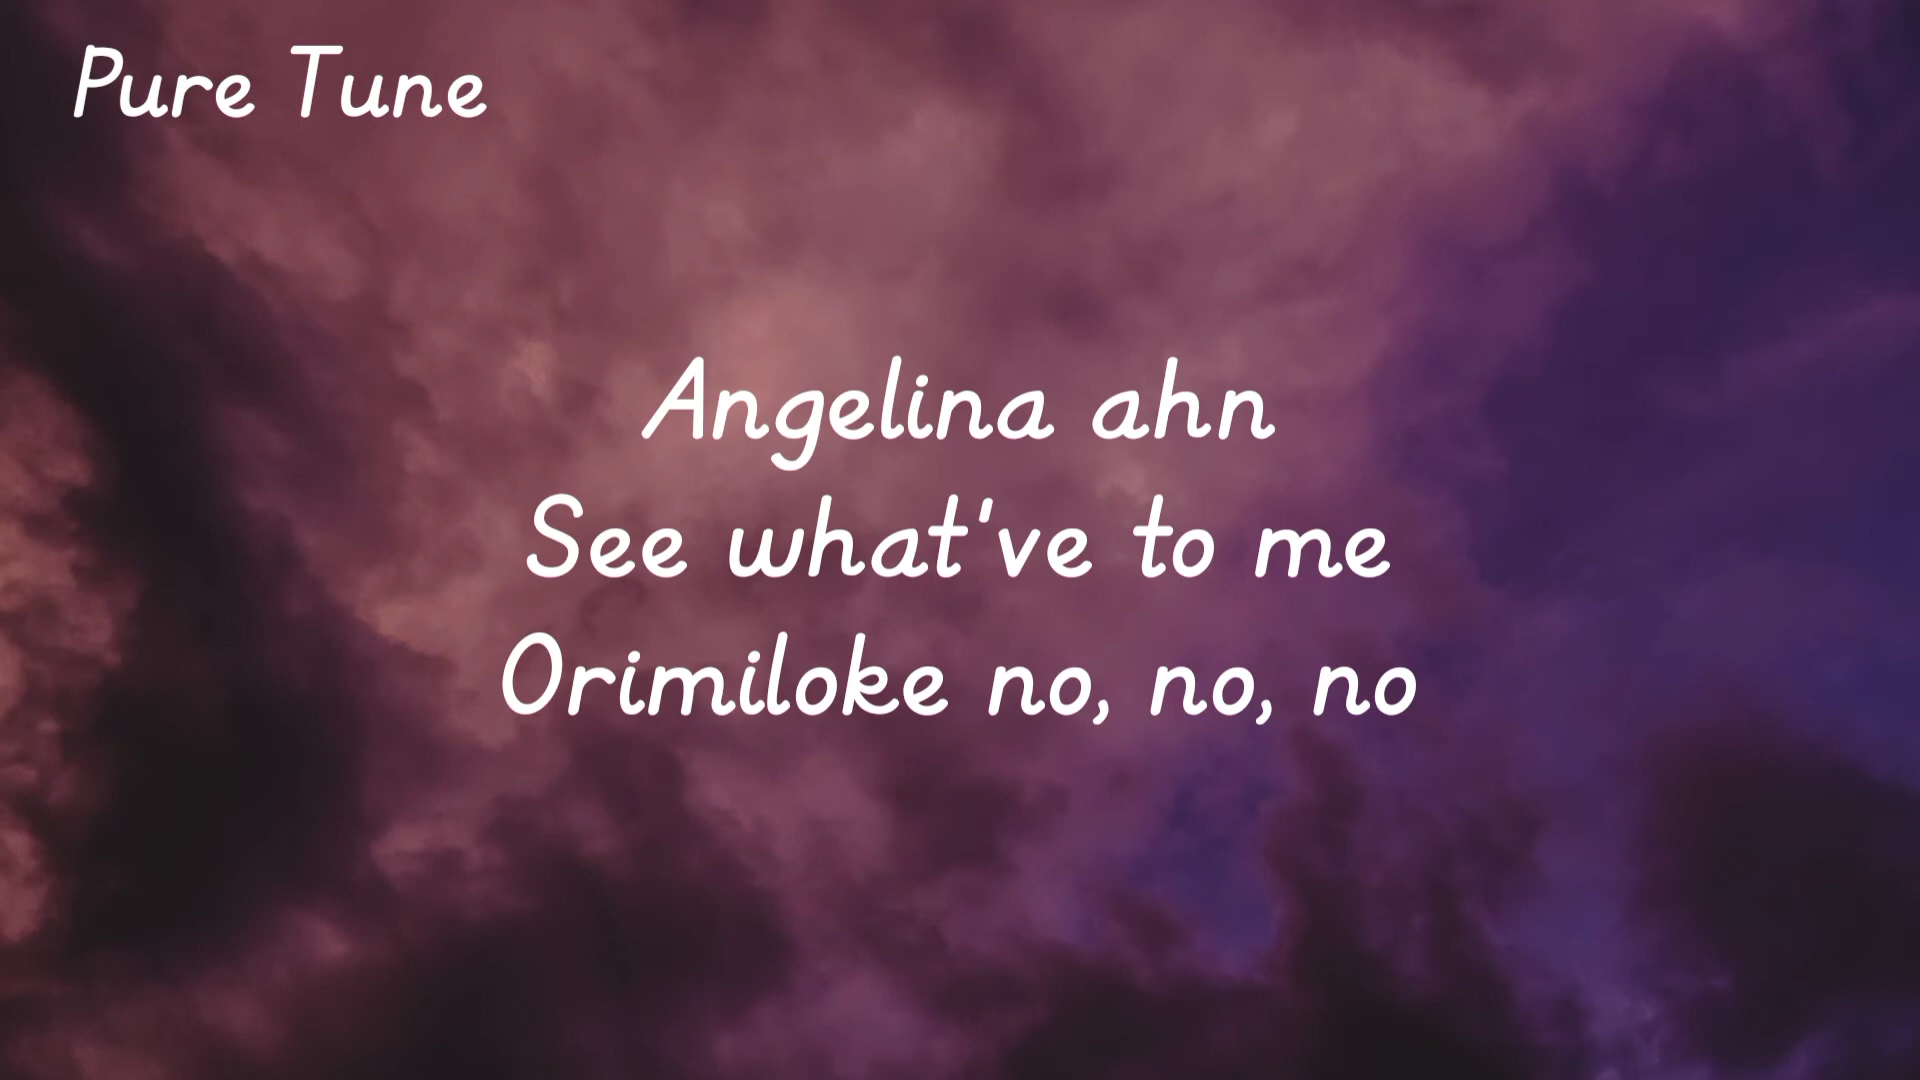 Pure Tune
Angelina ahn
See what've to me
Orimiloke no, no, no